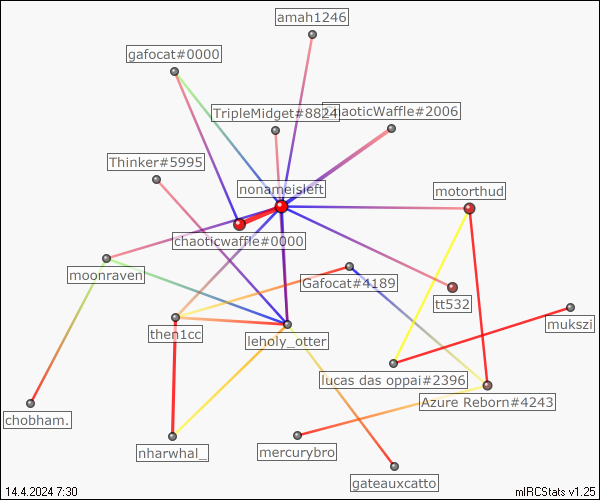 amah1246
gafocat#0000
TripleMidget#8824
ChaoticWaffle#2006
Thinker#5995
nonameisleft
motorthud
chaoticwaffle#0000
moonraven
Gafocat#4189
tt532
mukszi
then1cc
leholy_otter
lucas das oppai#2396
chobham.
Azure Reborn#4243
nharwhal_
mercurybro
gateauxcatto
14.4.2024 7:30
mIRCStats v1.25